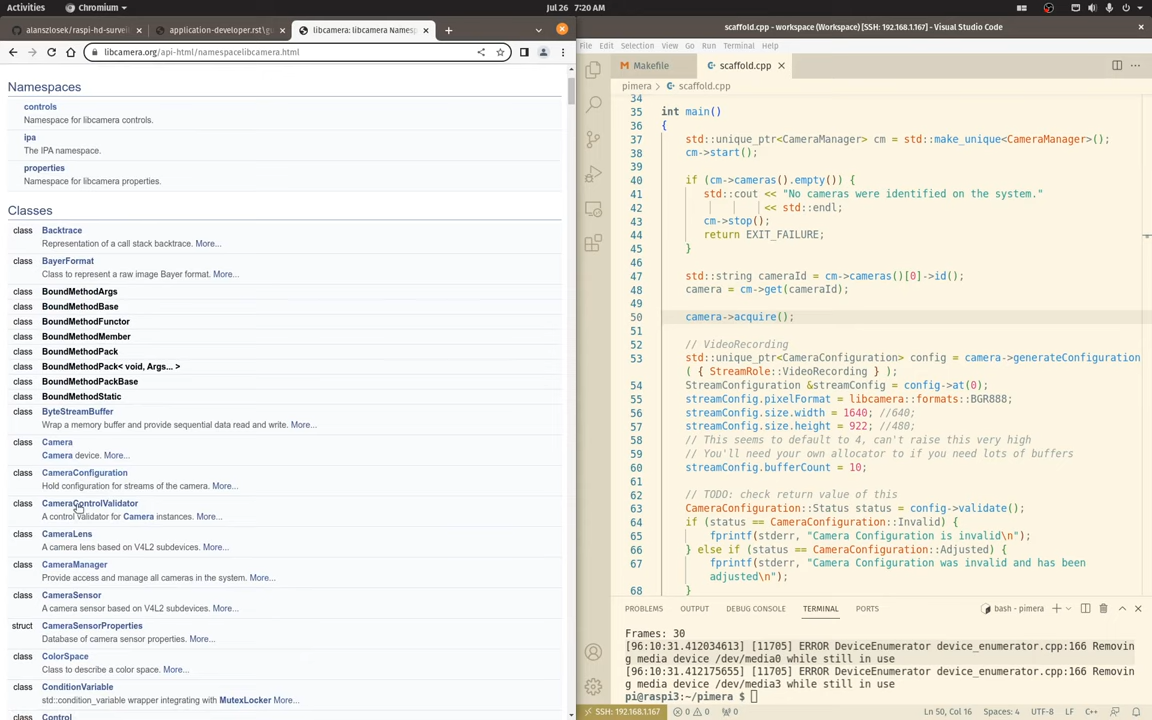 Activities
Chromium
Jul 26 7:20 AM
alanszlosek/raspi-hd-survei
application-developer.rst\g
libcamera: libcamera Names
libcamera.org/api-html/namespacelibcamera.html
Namespaces
controls
Namespace for libcamera controls.
ipa
The IPA namespace.
properties
Namespace for libcamera properties.
Classes
class Backtrace
Representation of a call stack backtrace. More...
class BayerFormat
Class to represent a raw image Bayer format. More...
class BoundMethodArgs
class BoundMethodBase
class BoundMethodFunctor
class BoundMethodMember
class BoundMethodPack
class BoundMethodPack< void, Args... >
class BoundMethodPackBase
class BoundMethodStatic
class ByteStreamBuffer
Wrap a memory buffer and provide sequential data read and write. More...
class Camera
Camera device. More...
class CameraConfiguration
Hold configuration for streams of the camera. More...
class CameraControlValidator
A control validator for Camera instances. More...
class CameraLens
A camera lens based on V4L2 subdevices. More...
class CameraManager
Provide access and manage all cameras in the system. More...
class CameraSensor
A camera sensor based on V4L2 subdevices. More...
struct CameraSensorProperties
Database of camera sensor properties. More...
class ColorSpace
Class to describe a color space. More...
class ConditionVariable
std::condition_variable wrapper integrating with MutexLocker More...
class Control
scaffold.cpp - workspace (Workspace) [SSH: 192.168.1.167] - Visual Studio Code
File Edit Selection View Go Run Terminal Help
Makefile
scaffold.cpp
pimera > scaffold.cpp
34
35 int main()
36 {
37 std::unique_ptr<CameraManager> cm = std::make_unique<CameraManager>();
38 cm->start();
39
40 if (cm->cameras().empty()) {
41 std::cout << "No cameras were identified on the system."
42 << std::endl;
43 cm->stop();
44 return EXIT_FAILURE;
45 }
46
47 std::string cameraId = cm->cameras()[0]->id();
48 camera = cm->get(cameraId);
49
50 camera->acquire();
51
52 // VideoRecording
53 std::unique_ptr<CameraConfiguration> config = camera->generateConfiguration
( { StreamRole::VideoRecording } );
54 StreamConfiguration &streamConfig = config->at(0);
55 streamConfig.pixelFormat = libcamera::formats::BGR888;
56 streamConfig.size.width = 1640; //640;
57 streamConfig.size.height = 922; //480;
58 // This seems to default to 4, can't raise this very high
59 // You'll need your own allocator to if you need lots of buffers
60 streamConfig.bufferCount = 10;
61
62 // TODO: check return value of this
63 CameraConfiguration::Status status = config->validate();
64 if (status == CameraConfiguration::Invalid) {
65 fprintf(stderr, "Camera Configuration is invalid\n");
66 } else if (status == CameraConfiguration::Adjusted) {
67 fprintf(stderr, "Camera Configuration was invalid and has been
adjusted\n");
68 }
PROBLEMS OUTPUT DEBUG CONSOLE TERMINAL PORTS
bash - pimera
Frames: 30
[96:10:31.412034613] [11705] ERROR DeviceEnumerator device_enumerator.cpp:166 Removin
g media device /dev/media0 while still in use
[96:10:31.412175655] [11705] ERROR DeviceEnumerator device_enumerator.cpp:166 Removin
g media device /dev/media3 while still in use
pi@raspi3:~/pimera $
SSH: 192.168.1.167 0 0 0
Ln 50, Col 16 Spaces: 4 UTF-8 LF C++